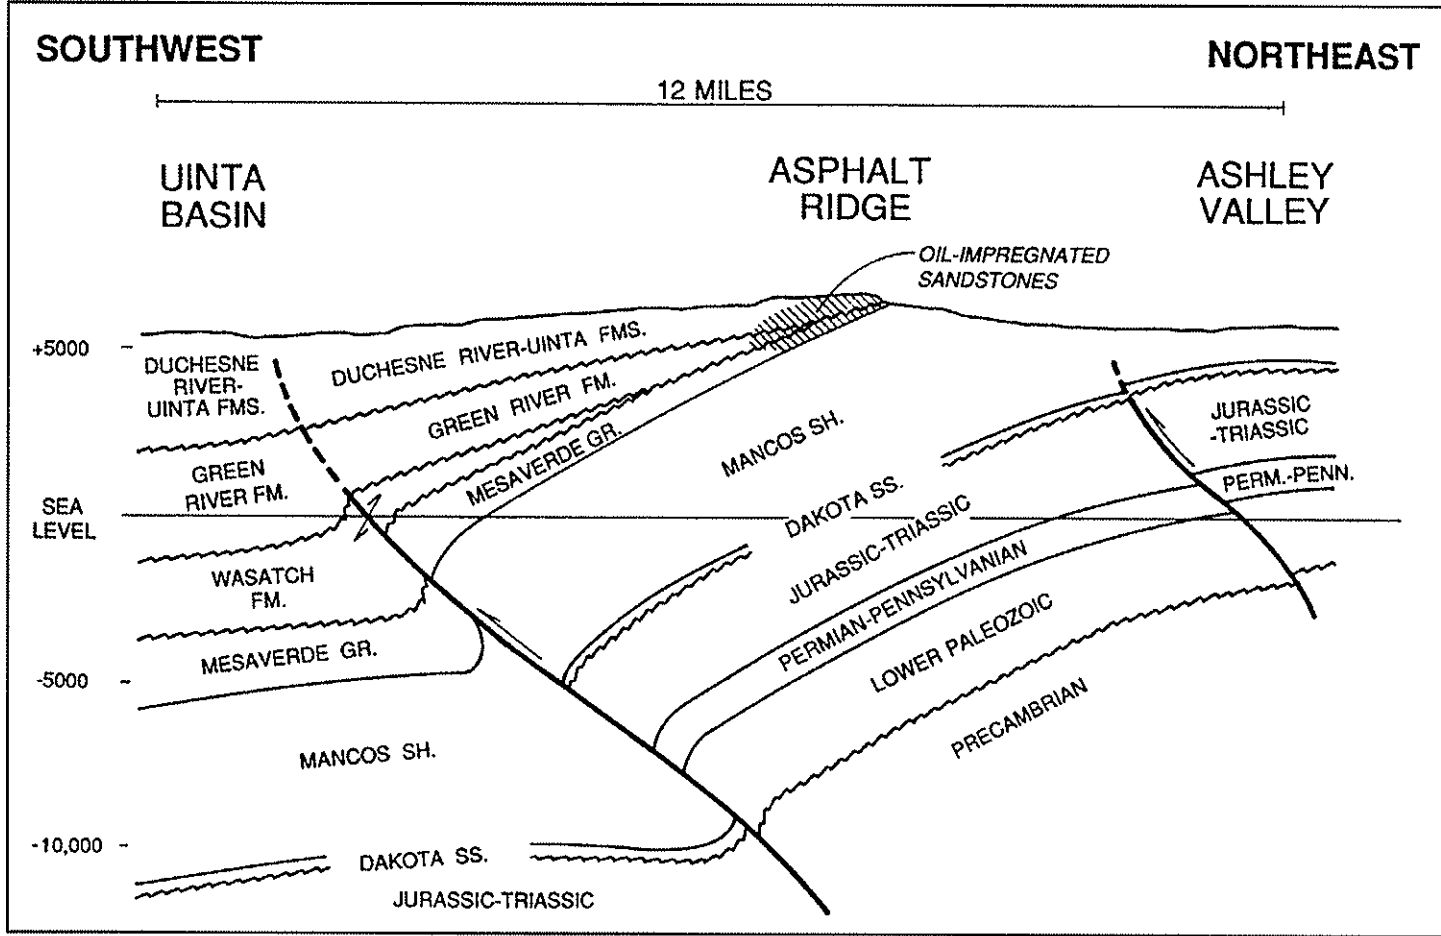 SOUTHWEST
NORTHEAST
12 MILES
UINTA
BASIN
ASPHALT
RIDGE
ASHLEY
VALLEY
OIL-IMPREGNATED
SANDSTONES
+5000
DUCHESNE
RIVER-
UINTA FMS.
DUCHESNE RIVER-UINTA FMS.
GREEN RIVER FM.
GREEN
RIVER FM.
MESAVERDE GR.
MANCOS SH.
JURASSIC
-TRIASSIC
PERM.-PENN.
SEA
LEVEL
DAKOTA SS.
JURASSIC-TRIASSIC
WASATCH
FM.
PERMIAN-PENNSYLVANIAN
LOWER PALEOZOIC
PRECAMBRIAN
MESAVERDE GR.
-5000
MANCOS SH.
-10,000
DAKOTA SS.
JURASSIC-TRIASSIC